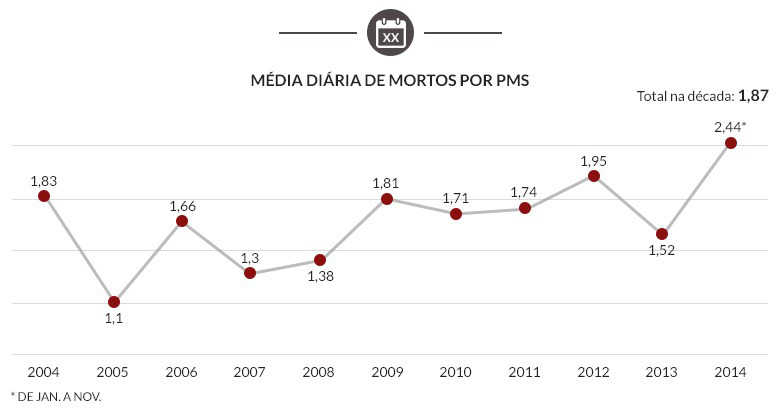 XX
MÉDIA DIÁRIA DE MORTOS POR PMS
Total na década: 1,87
2,44*
1,95
1,83
1,81
1,74
1,71
1,66
1,52
1,3
1,38
1,1
2004 2005 2006 2007 2008 2009 2010 2011 2012 2013 2014
* DE JAN. A NOV.